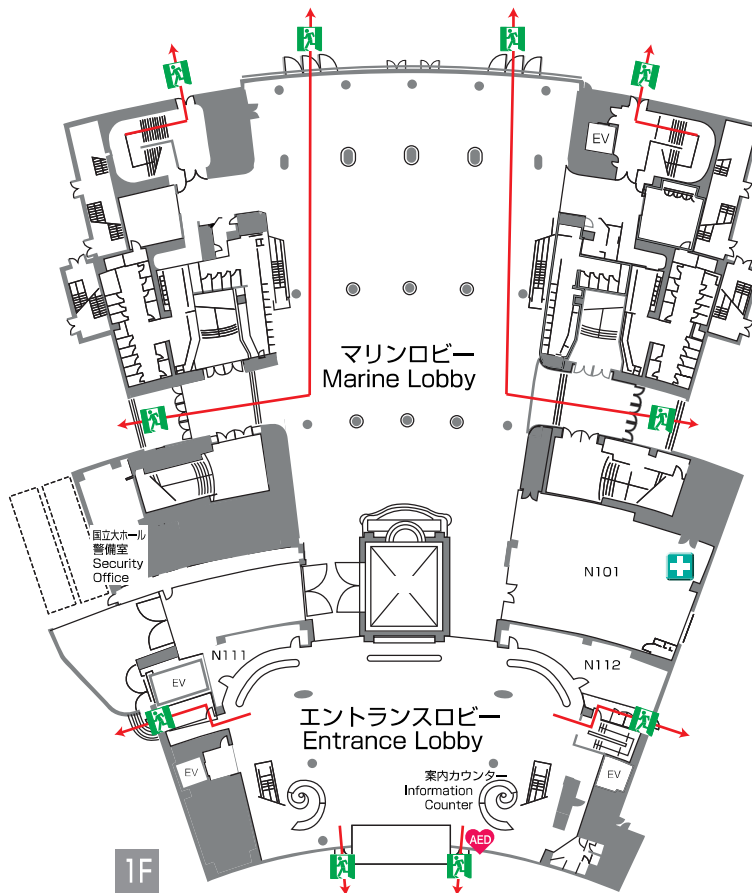 EV
マリンロビー
Marine Lobby
国立大ホール
警備室
Security
Office
N101
N111
N112
EV
エントランスロビー
Entrance Lobby
EV
案内カウンター
Information
Counter
EV
AED
1F